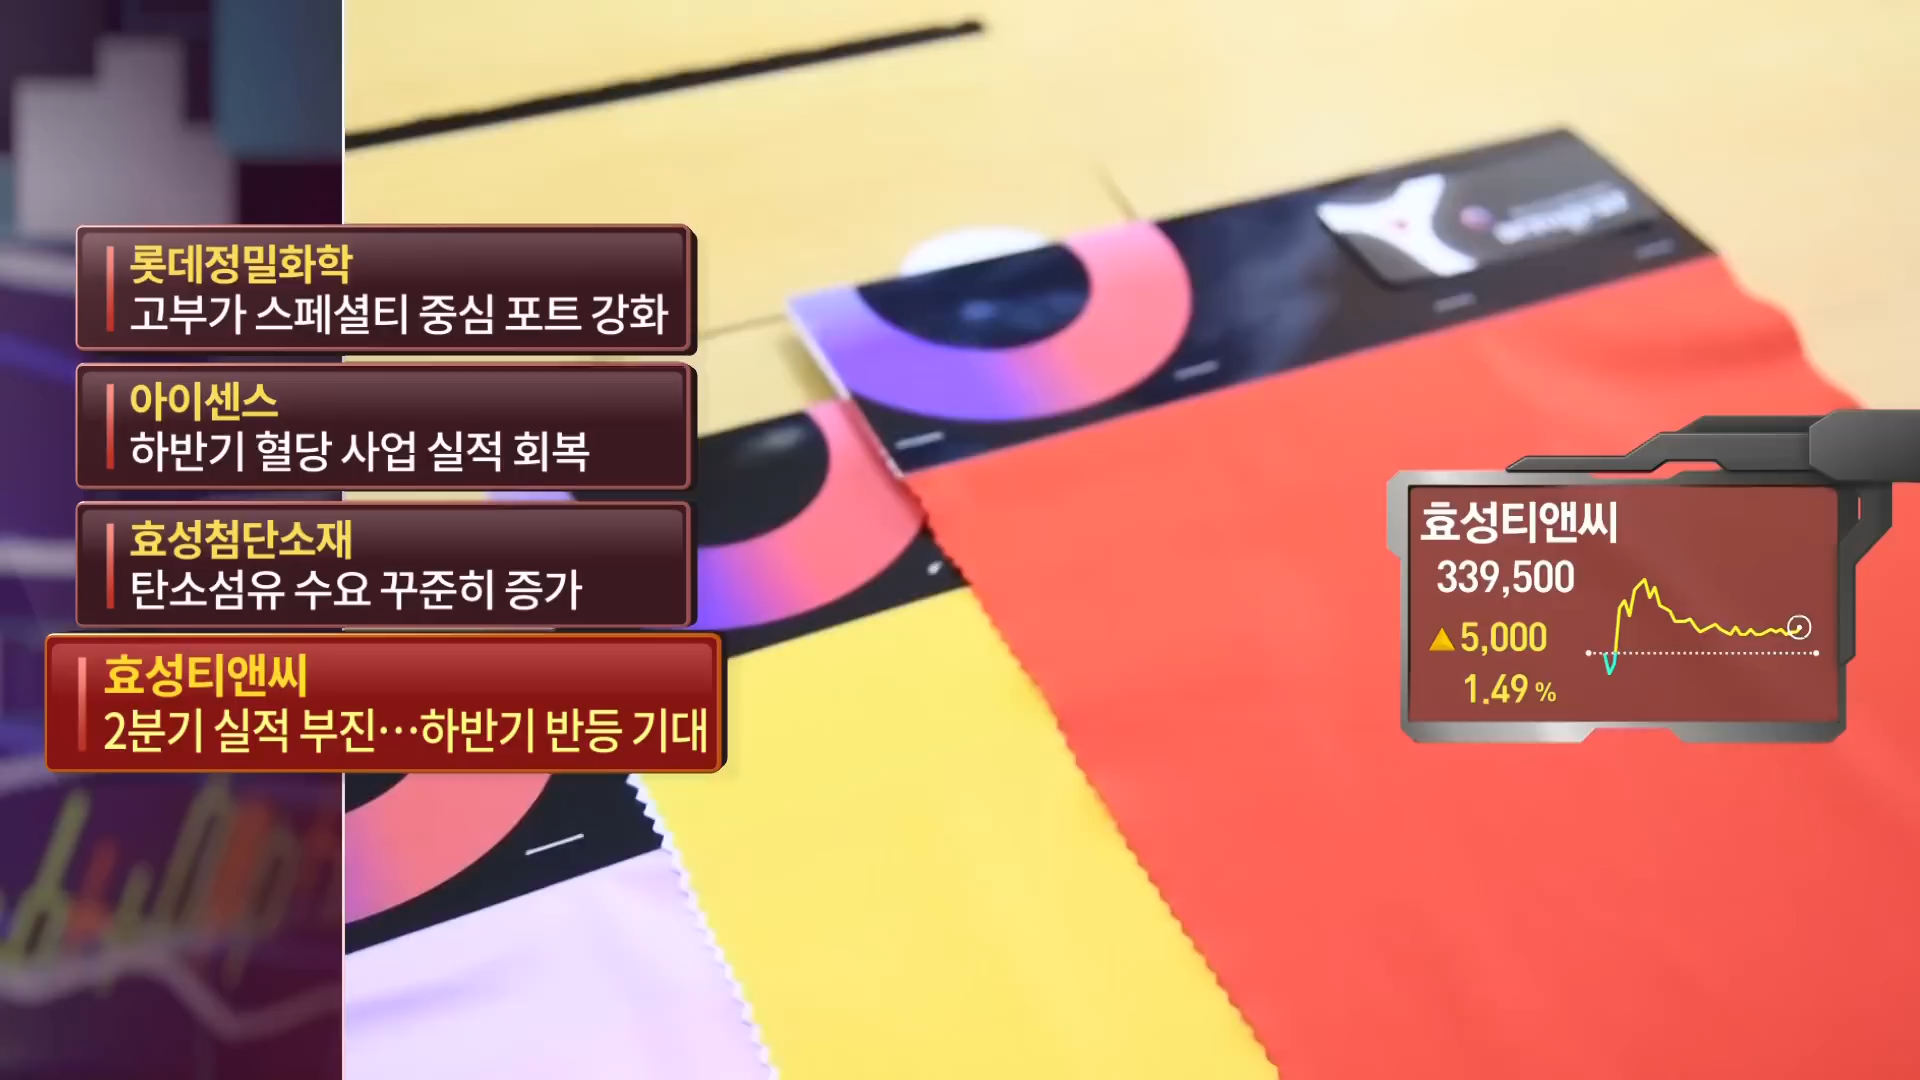 롯데정밀화학
고부가 스페셜티 중심 포트 강화
아이센스
하반기 혈당 사업 실적 회복
효성첨단소재
탄소섬유 수요 꾸준히 증가
효성티앤씨
2분기 실적 부진…하반기 반등 기대
효성티앤씨
339,500
▲5,000
1.49 %